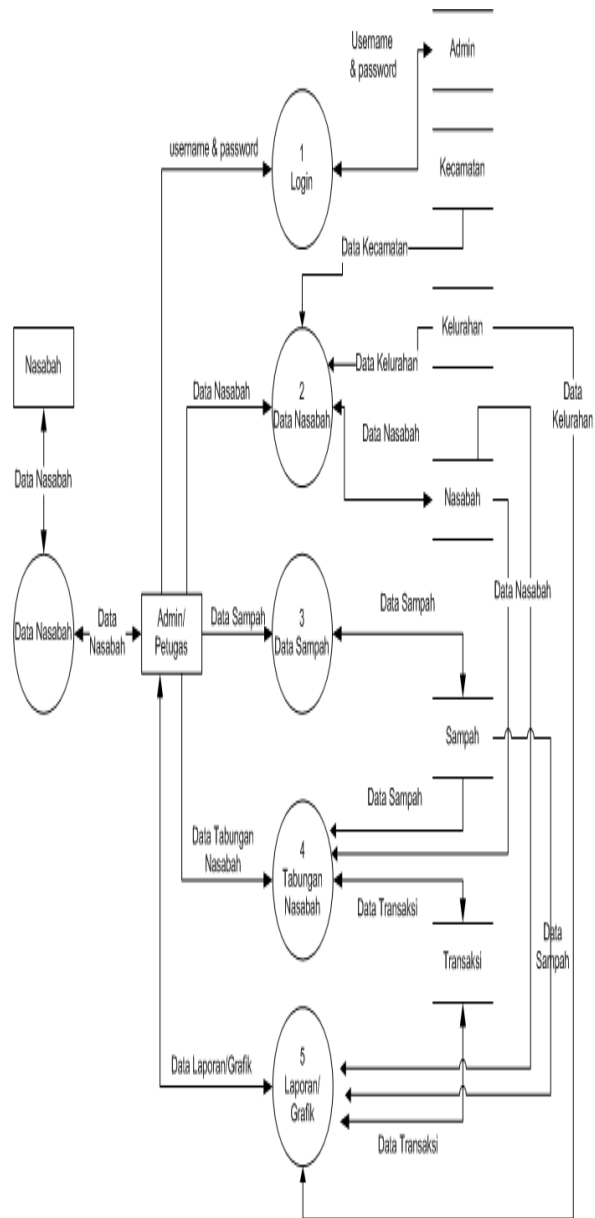 Username
& password
Admin
username & password
1
Login
Kecamatan
Data Kecamatan
Kelurahan
Data Kelurahan
Data
Kelurahan
Nasabah
2
Data Nasabah
Data Nasabah
Data Nasabah
Data Nasabah
Nasabah
Data Nasabah
Data Nasabah
Data
Nasabah
Admin/
Petugas
Data Sampah
3
Data Sampah
Data Sampah
Sampah
Data Sampah
Data Tabungan
Nasabah
4
Tabungan
Nasabah
Data Transaksi
Transaksi
Data
Sampah
Data Laporan/Grafik
5
Laporan/
Grafik
Data Transaksi